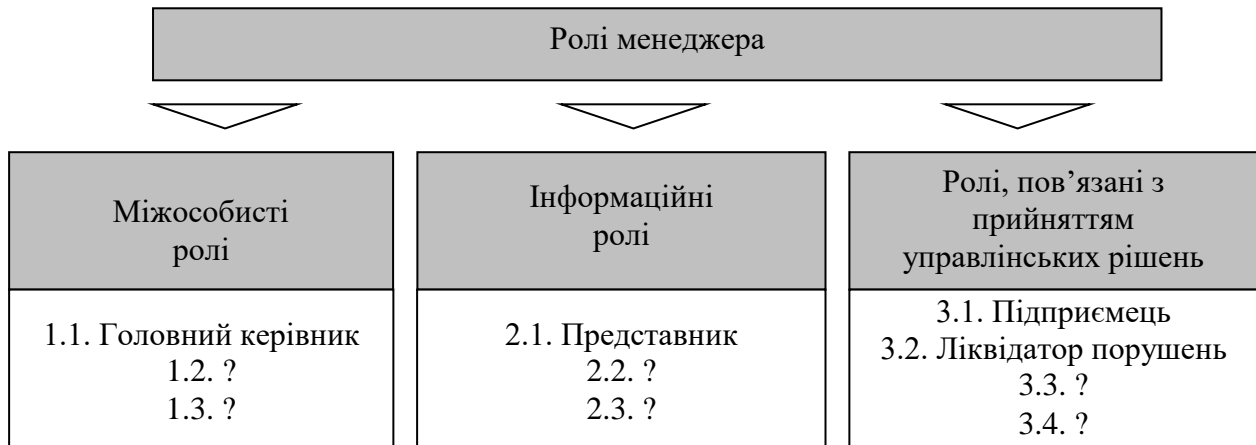 Ролі менеджера
Міжособисті
ролі
1.1. Головний керівник
1.2. ?
1.3. ?
Інформаційні
ролі
2.1. Представник
2.2. ?
2.3. ?
Ролі, пов’язані з
прийняттям
управлінських рішень
3.1. Підприємець
3.2. Ліквідатор порушень
3.3. ?
3.4. ?